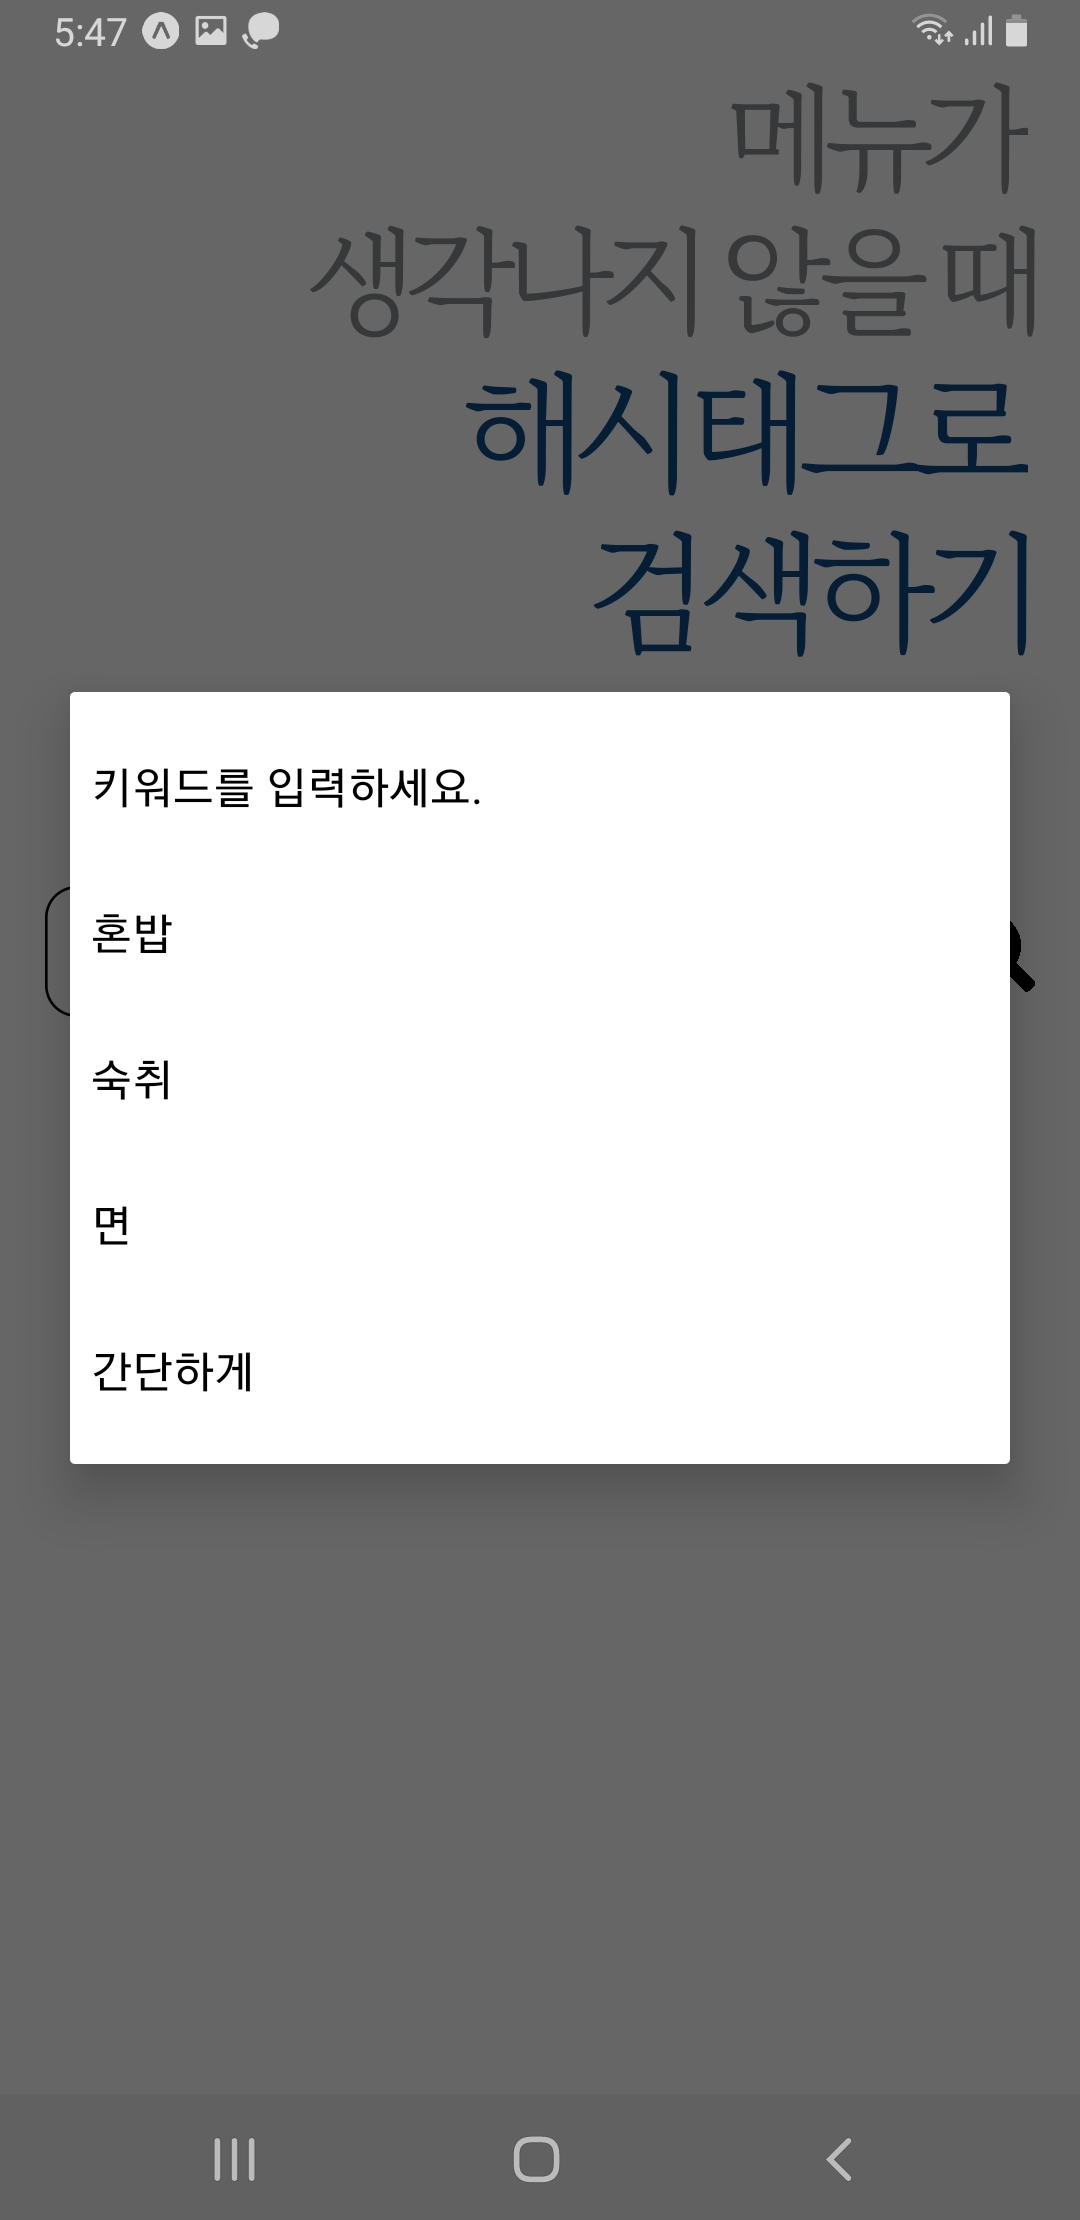 5:47
메뉴가
생각나지 않을 때
해시태그로
검색하기
키워드를 입력하세요.
혼밥
숙취
면
간단하게